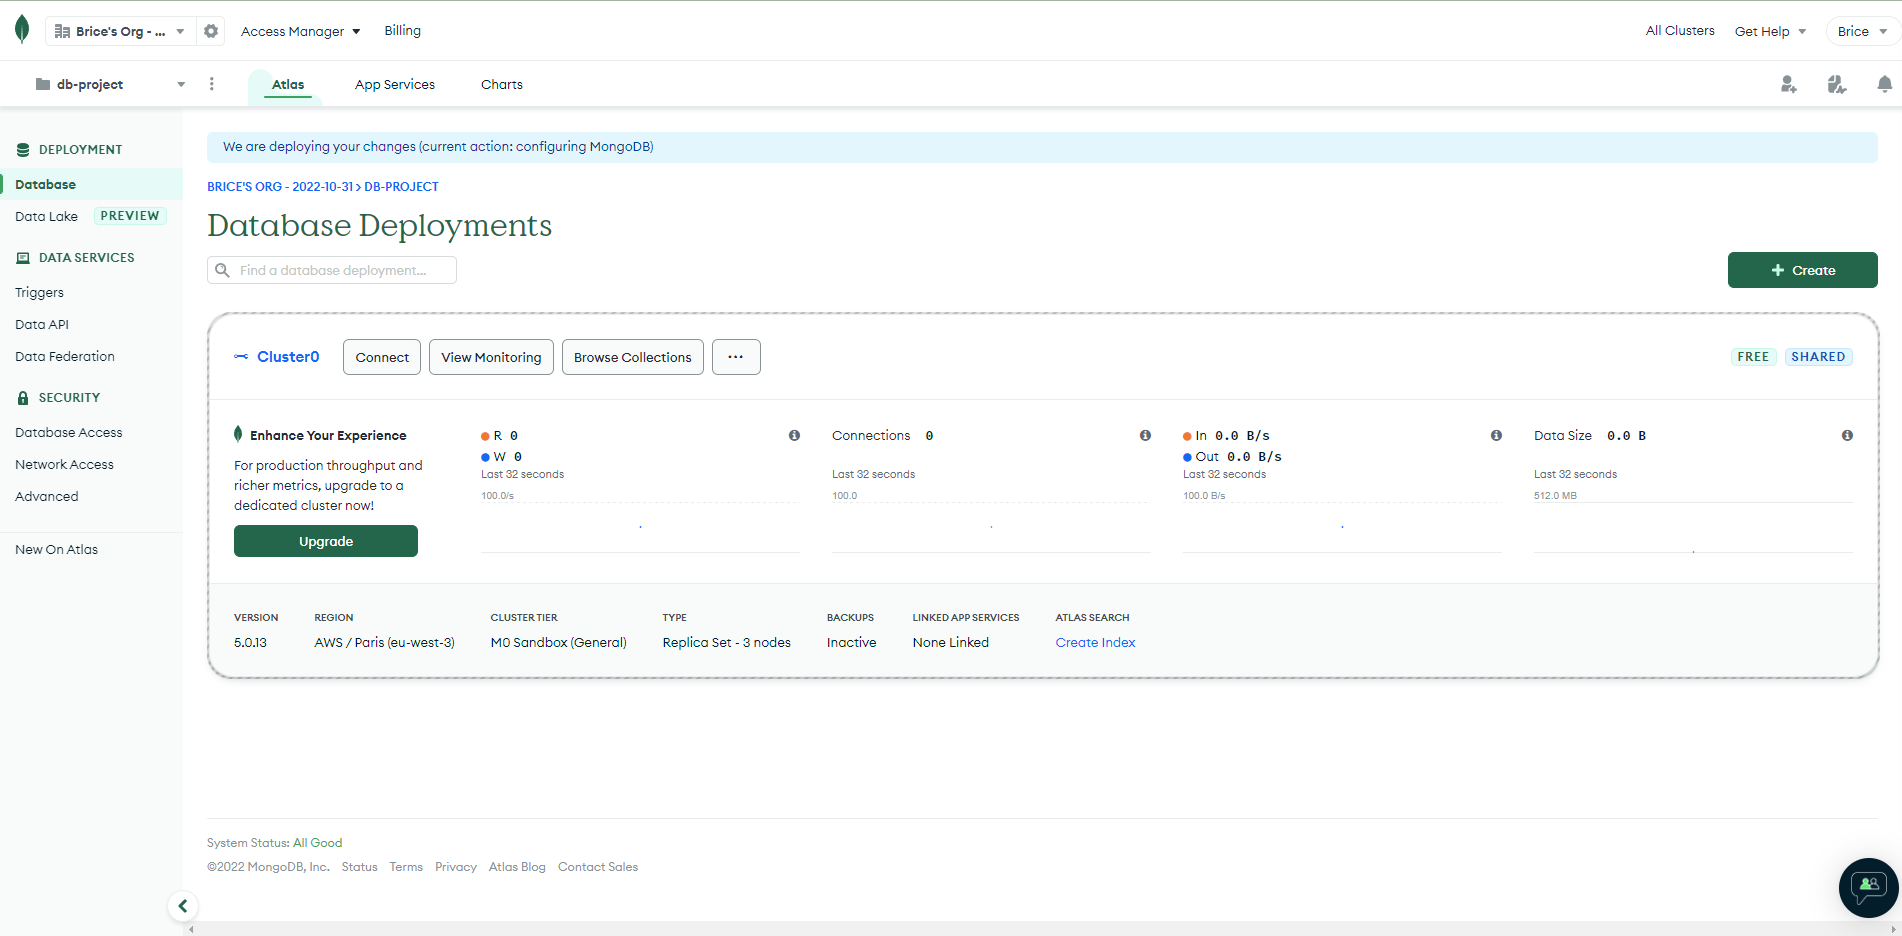 Brice's Org - ...
Access Manager
Billing
All Clusters
Get Help
Brice
db-project
Atlas
App Services
Charts
DEPLOYMENT
Database
Data Lake PREVIEW
DATA SERVICES
Triggers
Data API
Data Federation
SECURITY
Database Access
Network Access
Advanced
New On Atlas
We are deploying your changes (current action: configuring MongoDB)
BRICE'S ORG - 2022-10-31 > DB-PROJECT
Database Deployments
Find a database deployment...
+ Create
Cluster0
Connect
View Monitoring
Browse Collections
...
FREE
SHARED
Enhance Your Experience
For production throughput and
richer metrics, upgrade to a
dedicated cluster now!
Upgrade
R 0
W 0
Last 32 seconds
100.0/s
Connections 0
Last 32 seconds
100.0
In 0.0 B/s
Out 0.0 B/s
Last 32 seconds
100.0 B/s
Data Size 0.0 B
Last 32 seconds
512.0 MB
VERSION
5.0.13
REGION
AWS / Paris (eu-west-3)
CLUSTER TIER
M0 Sandbox (General)
TYPE
Replica Set - 3 nodes
BACKUPS
Inactive
LINKED APP SERVICES
None Linked
ATLAS SEARCH
Create Index
System Status: All Good
©2022 MongoDB, Inc. Status Terms Privacy Atlas Blog Contact Sales